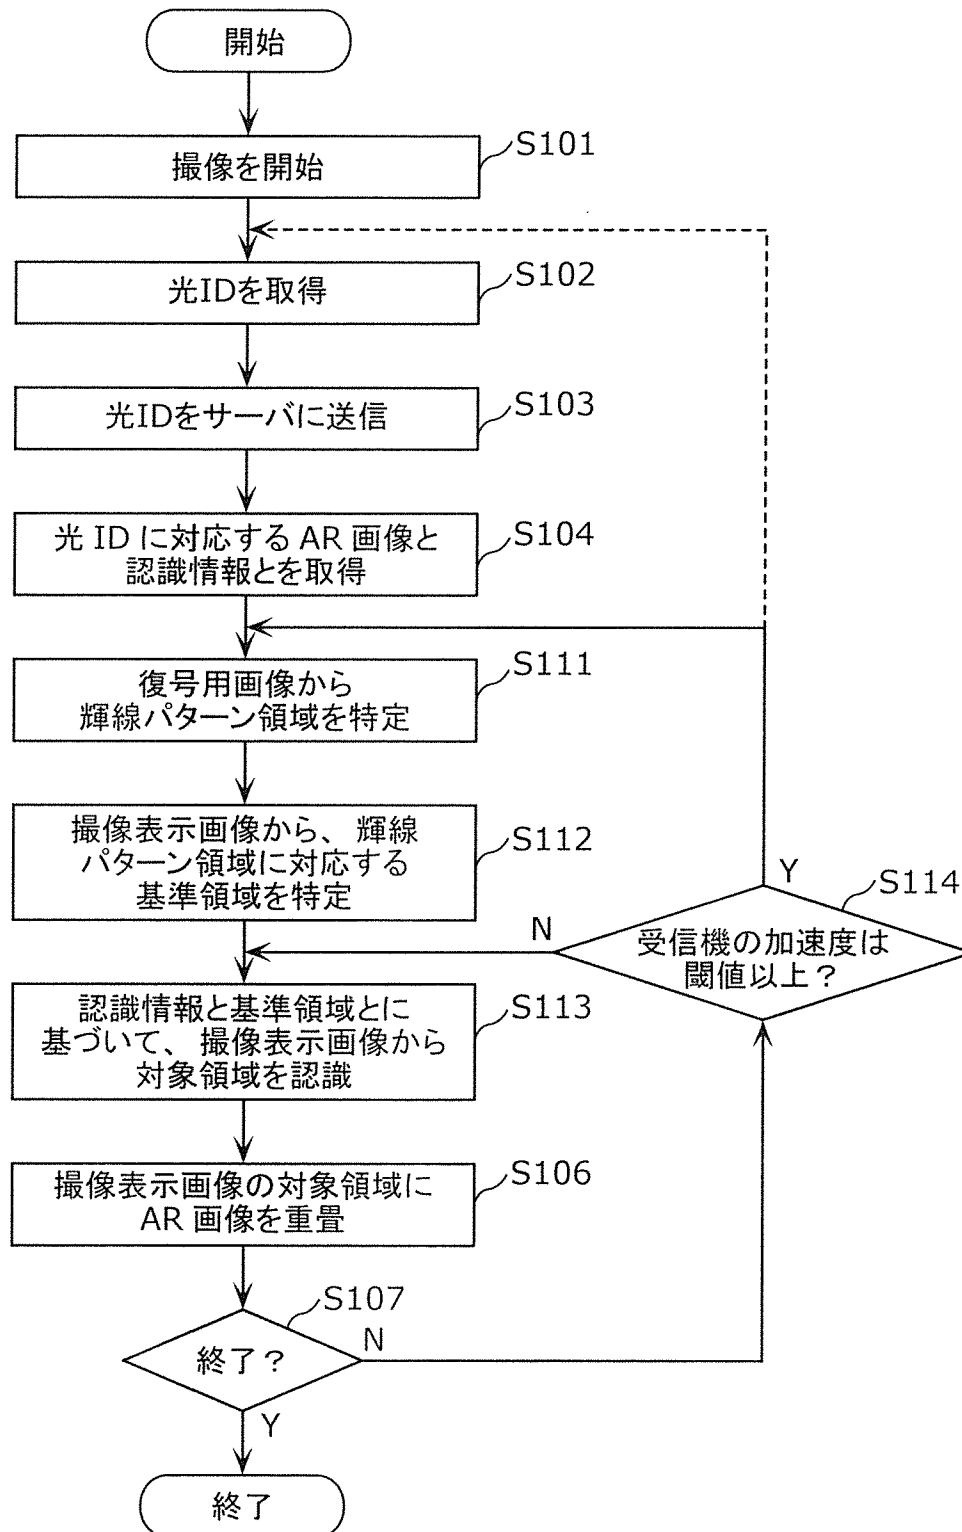 開始
撮像を開始
S101
光IDを取得
S102
光IDをサーバに送信
S103
光 ID に対応する AR 画像と
認識情報とを取得
S104
復号用画像から
輝線パターン領域を特定
S111
撮像表示画像から、輝線
パターン領域に対応する
基準領域を特定
S112
Y
S114
受信機の加速度は
閾値以上？
N
認識情報と基準領域とに
基づいて、撮像表示画像から
対象領域を認識
S113
撮像表示画像の対象領域に
AR 画像を重畳
S106
S107
終了？
N
Y
終了